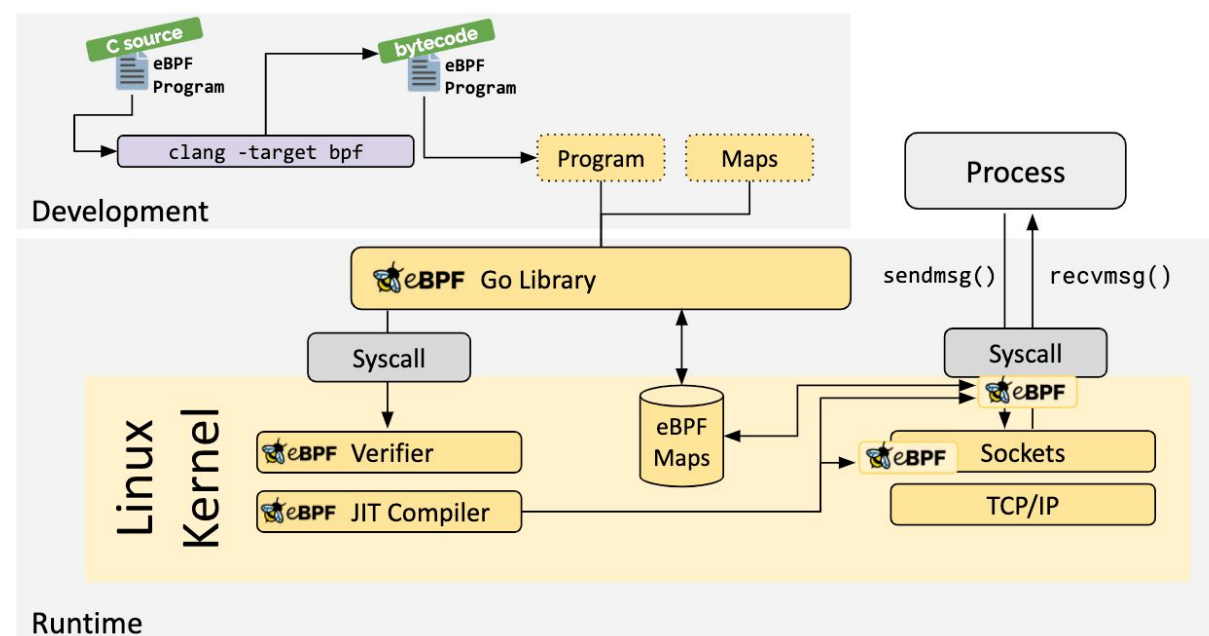 C source
eBPF
Program
bytecode
eBPF
Program
clang -target bpf
Program
Maps
Development
Process
eBPF Go Library
sendmsg()
recvmsg()
Syscall
Syscall
Linux
Kernel
eBPF Verifier
eBPF JIT Compiler
eBPF
Maps
eBPF
eBPF
Sockets
TCP/IP
Runtime